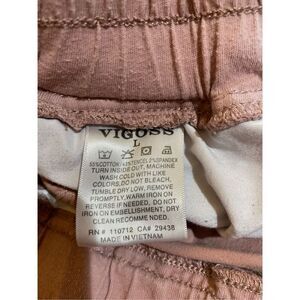 VIGOSS
L
55%COTTON 43%TENCEL 2%SPANDEX
TURN INSIDE OUT, MACHINE
WASH COLD WITH LIKE
COLORS,DO NOT BLEACH,
TUMBLE DRY LOW, REMOVE
PROMPTLY,WARM IRON ON
REVERSE IF NEEDED, DO NOT
IRON ON EMBELLISHMENT, DRY
CLEAN RECOMMENDED.
RN# 110712 CA# 29438
MADE IN VIETNAM